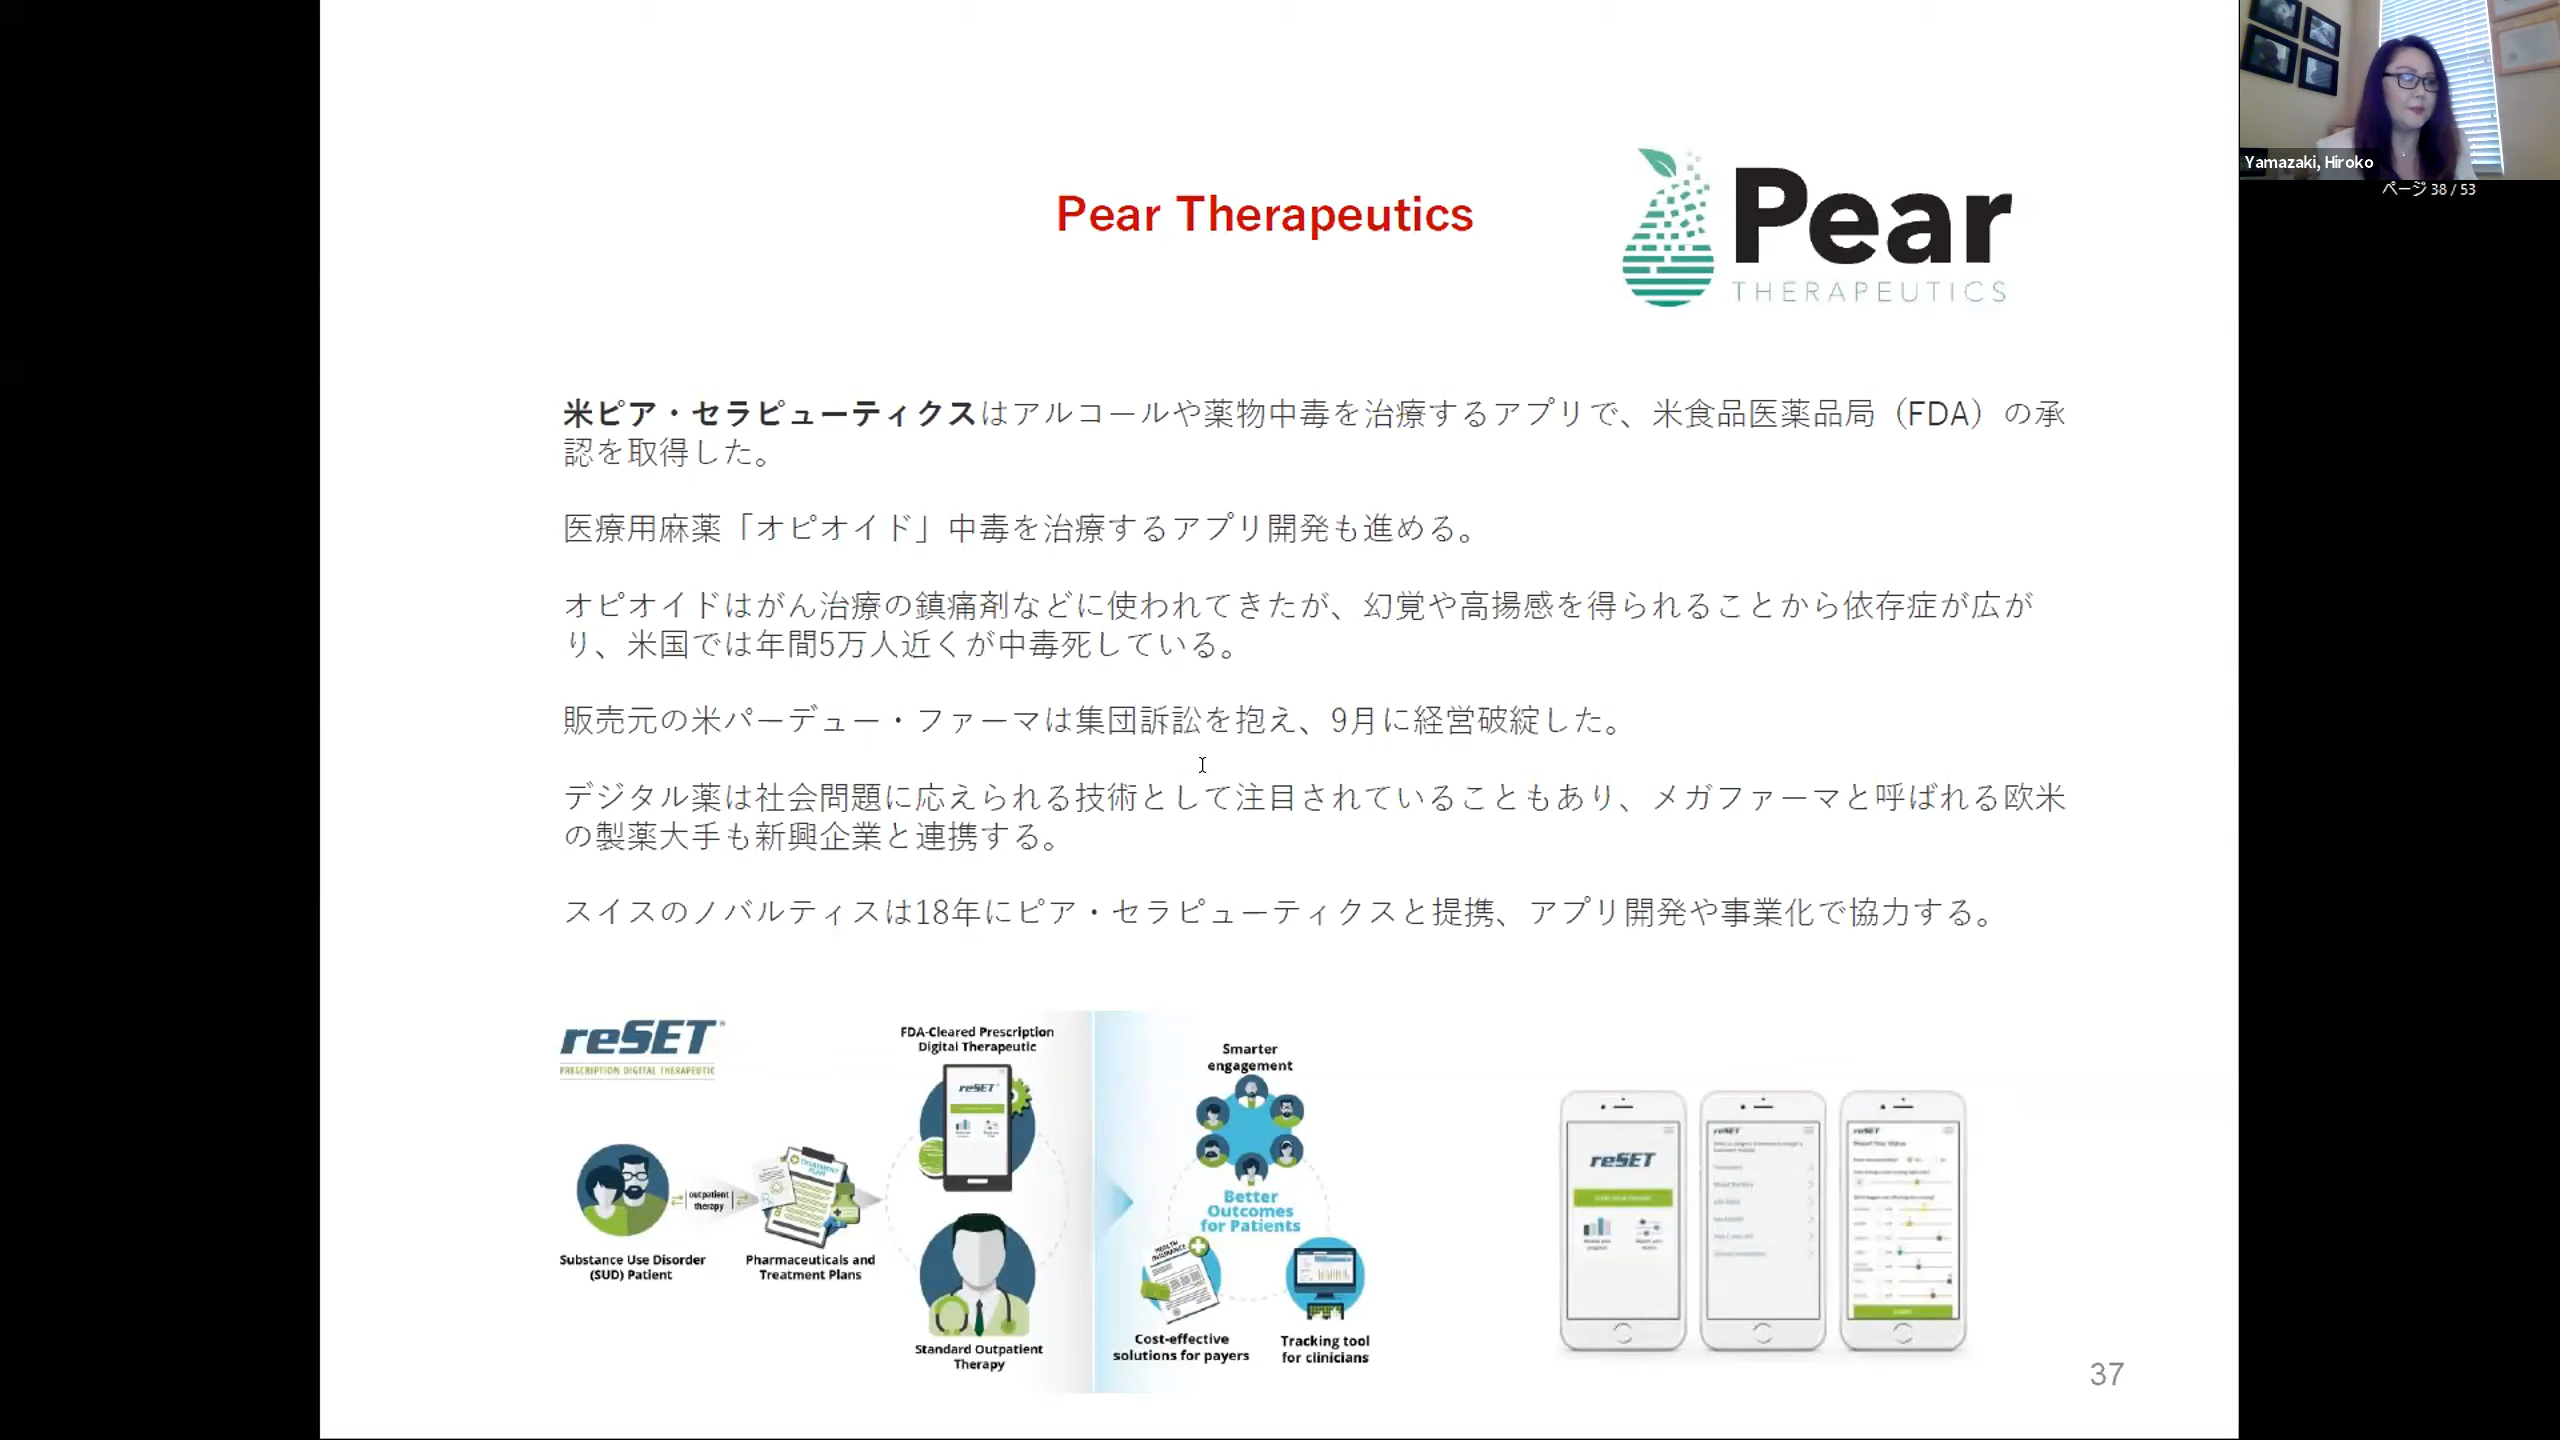 Yamazaki, Hiroko
ページ 38 / 53
Pear Therapeutics
Pear
THERAPEUTICS
米ピア・セラピューティクスはアルコールや薬物中毒を治療するアプリで、米食品医薬品局（FDA）の承
認を取得した。
医療用麻薬「オピオイド」中毒を治療するアプリ開発も進める。
オピオイドはがん治療の鎮痛剤などに使われてきたが、幻覚や高揚感を得られることから依存症が広が
り、米国では年間5万人近くが中毒死している。
販売元の米パーデュー・ファーマは集団訴訟を抱え、9月に経営破綻した。
デジタル薬は社会問題に応えられる技術として注目されていることもあり、メガファーマと呼ばれる欧米
の製薬大手も新興企業と連携する。
スイスのノバルティスは18年にピア・セラピューティクスと提携、アプリ開発や事業化で協力する。
reSET®
PRESCRIPTION DIGITAL THERAPEUTIC
Substance Use Disorder
(SUD) Patient
outpatient
therapy
TREATMENT
PLAN
Pharmaceuticals and
Treatment Plans
FDA-Cleared Prescription
Digital Therapeutic
reSET
Standard Outpatient
Therapy
Smarter
engagement
Better
Outcomes
for Patients
HEALTH
INSURANCE
Cost-effective
solutions for payers
Tracking tool
for clinicians
reSET
reSET
reSET
37